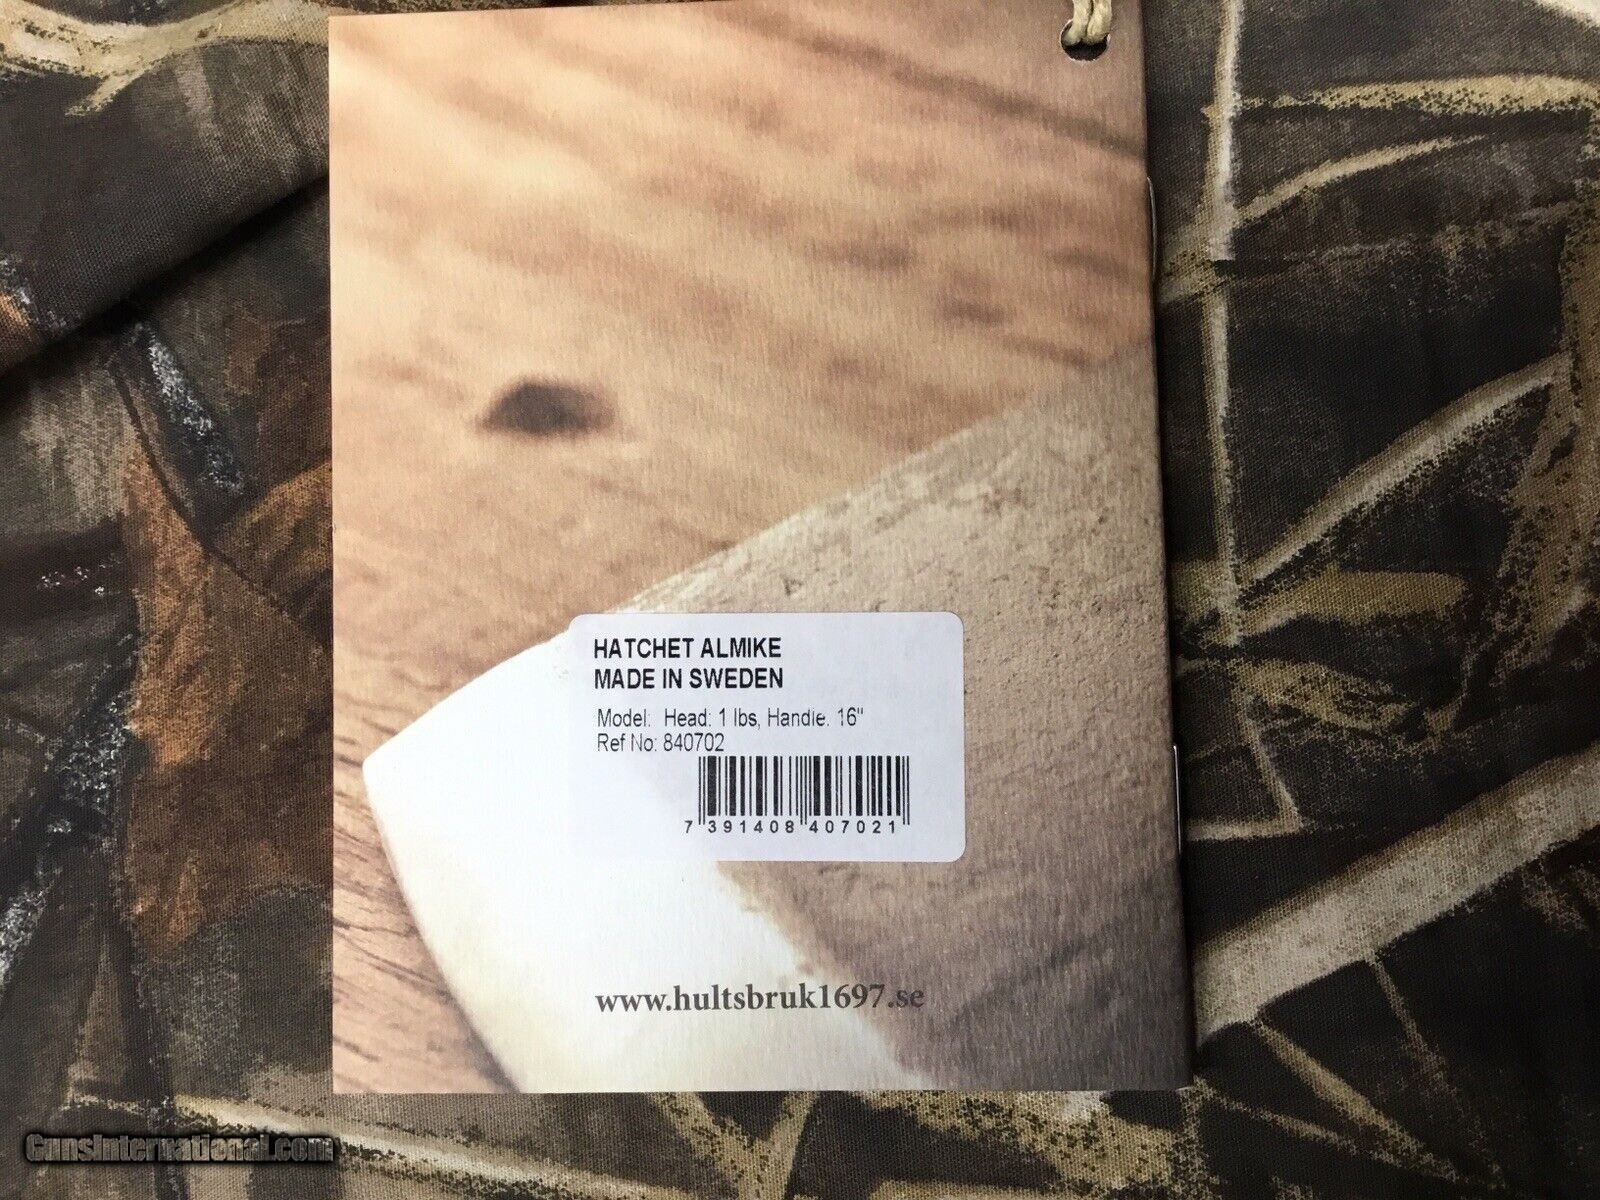 HATCHET ALMIKE
MADE IN SWEDEN
Model: Head: 1 lbs, Handle: 16"
Ref No: 840702
7 391408 407021
www.hultsbruk1697.se
GunsInternational.com